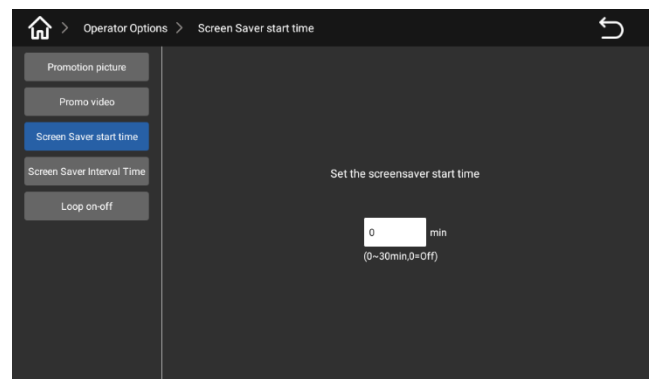 > Operator Options > Screen Saver start time
Promotion picture
Promo video
Screen Saver start time
Screen Saver Interval Time
Loop on-off
Set the screensaver start time
0 min
(0~30min,0=Off)